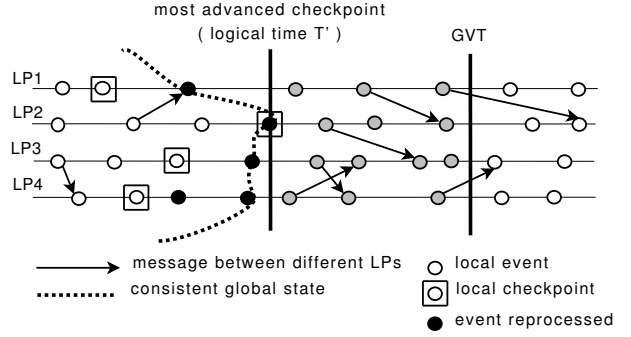 most advanced checkpoint
( logical time T' )
GVT
LP1
LP2
LP3
LP4
message between different LPs
consistent global state
local event
local checkpoint
event reprocessed